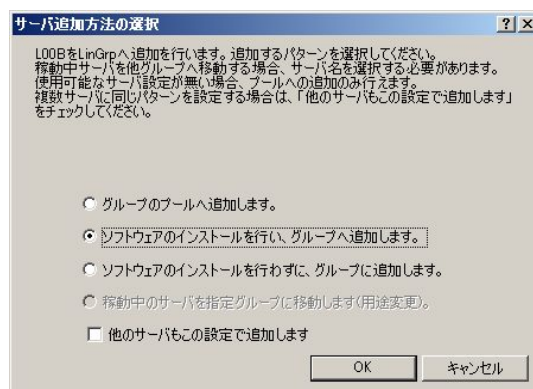 サーバ追加方法の選択
L00BをLinGrpへ追加を行います。追加するパターンを選択してください。
稼動中サーバを他グループへ移動する場合、サーバ名を選択する必要があります。
使用可能なサーバ設定が無い場合、プールへの追加のみ行えます。
複数サーバに同じパターンを設定する場合は、「他のサーバもこの設定で追加します」
をチェックしてください。
グループのプールへ追加します。
ソフトウェアのインストールを行い、グループへ追加します。
ソフトウェアのインストールを行わずに、グループに追加します。
稼動中のサーバを指定グループに移動します(用途変更)。
他のサーバもこの設定で追加します
OK キャンセル